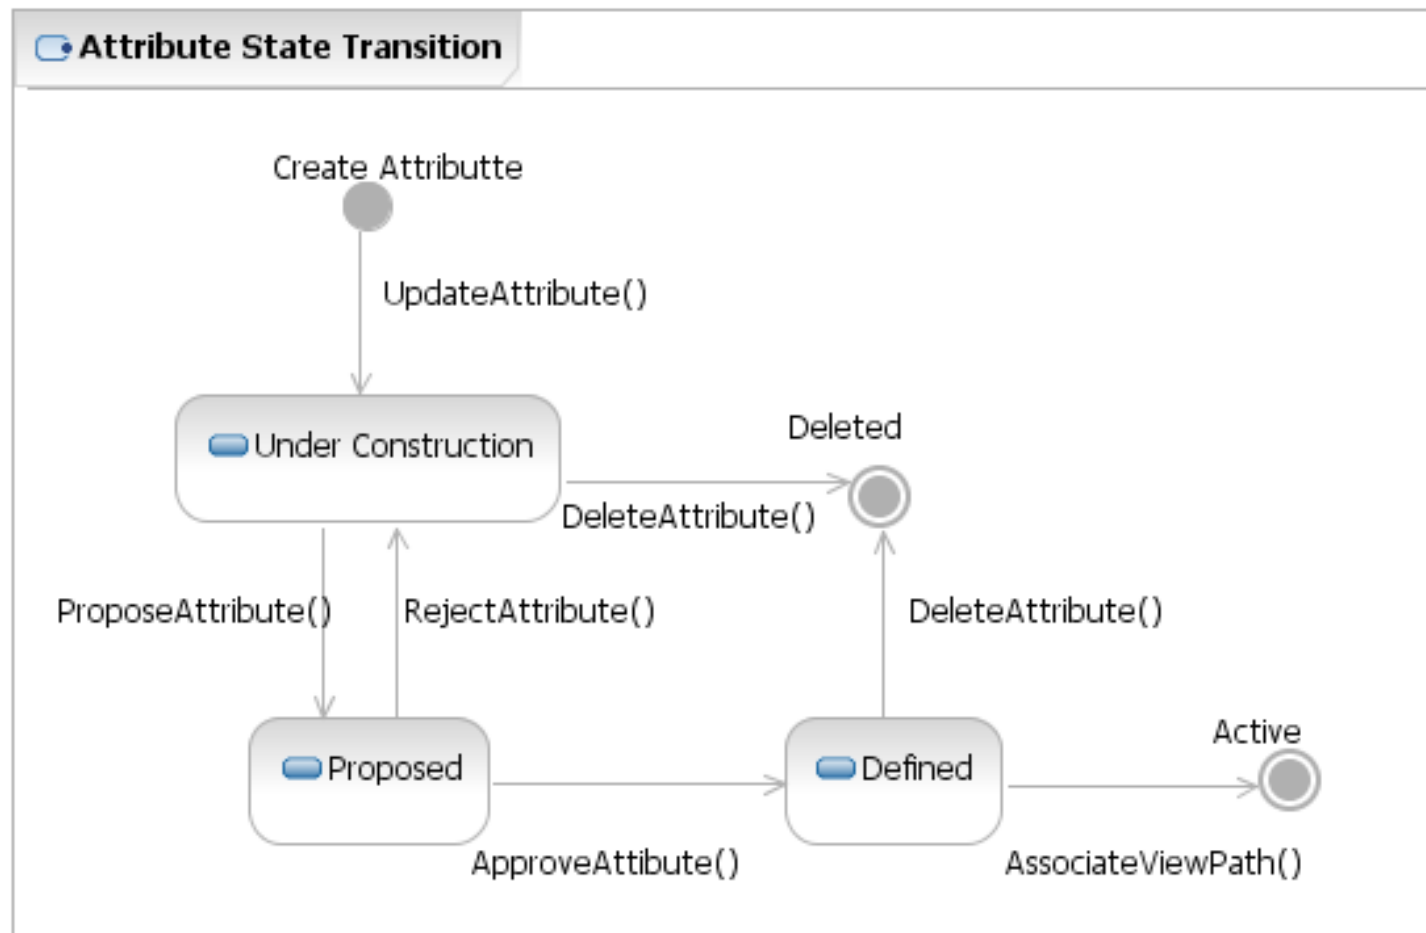 Attribute State Transition
Create Attributte
UpdateAttribute()
Under Construction
Deleted
DeleteAttribute()
ProposeAttribute()
RejectAttribute()
DeleteAttribute()
Proposed
Defined
Active
ApproveAttibute()
AssociateViewPath()